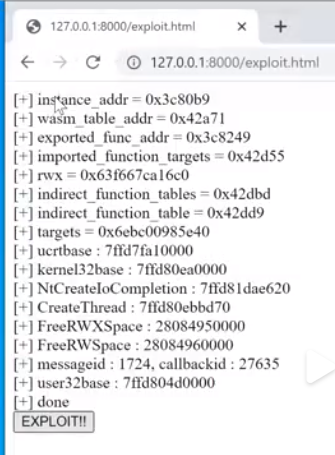 127.0.0.1:8000/exploit.html
127.0.0.1:8000/exploit.html
[+] instance_addr = 0x3c80b9
[+] wasm_table_addr = 0x42a71
[+] exported_func_addr = 0x3c8249
[+] imported_function_targets = 0x42d55
[+] rwx = 0x63f667ca16c0
[+] indirect_function_tables = 0x42dbd
[+] indirect_function_table = 0x42dd9
[+] targets = 0x6ebc00985e40
[+] ucrtbase : 7ffd7fa10000
[+] kernel32base : 7ffd80ea0000
[+] NtCreateIoCompletion : 7ffd81dae620
[+] CreateThread : 7ffd80ebbd70
[+] FreeRWXSpace : 28084950000
[+] FreeRWSpace : 28084960000
[+] messageid : 1724, callbackid : 27635
[+] user32base : 7ffd804d0000
[+] done
EXPLOIT!!